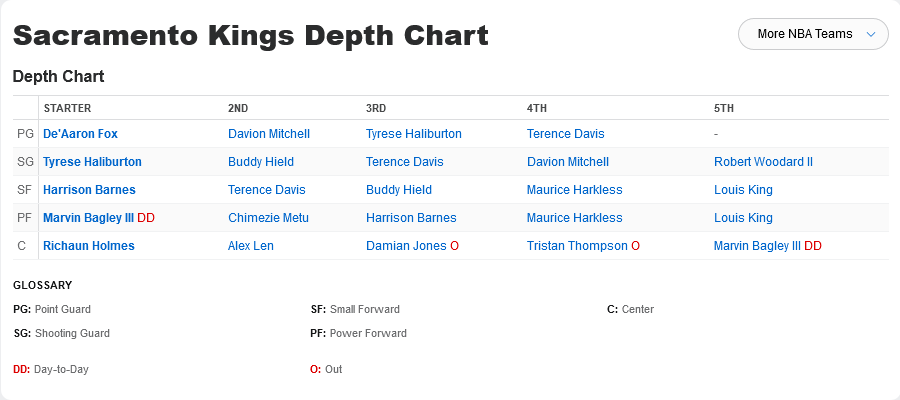 Sacramento Kings Depth Chart
More NBA Teams
Depth Chart
STARTER 2ND 3RD 4TH 5TH
PG De'Aaron Fox Davion Mitchell Tyrese Haliburton Terence Davis -
SG Tyrese Haliburton Buddy Hield Terence Davis Davion Mitchell Robert Woodard II
SF Harrison Barnes Terence Davis Buddy Hield Maurice Harkless Louis King
PF Marvin Bagley III DD Chimezie Metu Harrison Barnes Maurice Harkless Louis King
C Richaun Holmes Alex Len Damian Jones O Tristan Thompson O Marvin Bagley III DD
GLOSSARY
PG: Point Guard SF: Small Forward C: Center
SG: Shooting Guard PF: Power Forward
DD: Day-to-Day O: Out